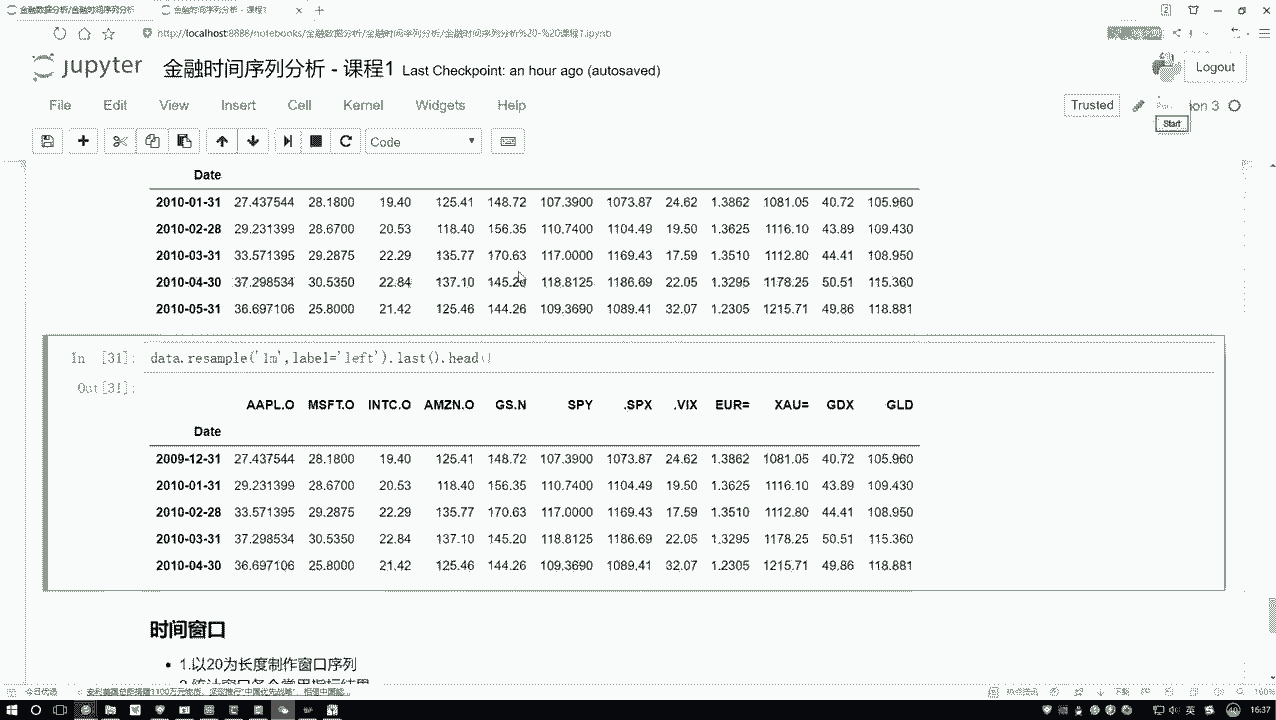 金融数据分析/金融时间序列分析 金融时间序列分析 - 课程1
http://localhost:8888/notebooks/金融数据分析/金融时间序列分析/金融时间序列分析%20-%20课程1.ipynb
jupyter 金融时间序列分析 - 课程1 Last Checkpoint: an hour ago (autosaved) Logout
File Edit View Insert Cell Kernel Widgets Help Trusted on 3
Start
Code
Date
2010-01-31 27.437544 28.1800 19.40 125.41 148.72 107.3900 1073.87 24.62 1.3862 1081.05 40.72 105.960
2010-02-28 29.231399 28.6700 20.53 118.40 156.35 110.7400 1104.49 19.50 1.3625 1116.10 43.89 109.430
2010-03-31 33.571395 29.2875 22.29 135.77 170.63 117.0000 1169.43 17.59 1.3510 1112.80 44.41 108.950
2010-04-30 37.298534 30.5350 22.84 137.10 145.20 118.8125 1186.69 22.05 1.3295 1178.25 50.51 115.360
2010-05-31 36.697106 25.8000 21.42 125.46 144.26 109.3690 1089.41 32.07 1.2305 1215.71 49.86 118.881
In [31]: data.resample('1m',label='left').last().head()
Out[31]:
AAPL.O MSFT.O INTC.O AMZN.O GS.N SPY .SPX .VIX EUR= XAU= GDX GLD
Date
2009-12-31 27.437544 28.1800 19.40 125.41 148.72 107.3900 1073.87 24.62 1.3862 1081.05 40.72 105.960
2010-01-31 29.231399 28.6700 20.53 118.40 156.35 110.7400 1104.49 19.50 1.3625 1116.10 43.89 109.430
2010-02-28 33.571395 29.2875 22.29 135.77 170.63 117.0000 1169.43 17.59 1.3510 1112.80 44.41 108.950
2010-03-31 37.298534 30.5350 22.84 137.10 145.20 118.8125 1186.69 22.05 1.3295 1178.25 50.51 115.360
2010-04-30 36.697106 25.8000 21.42 125.46 144.26 109.3690 1089.41 32.07 1.2305 1215.71 49.86 118.881
时间窗口
1.以20为长度制作窗口序列
今日优选
下载 160%
英 16:37